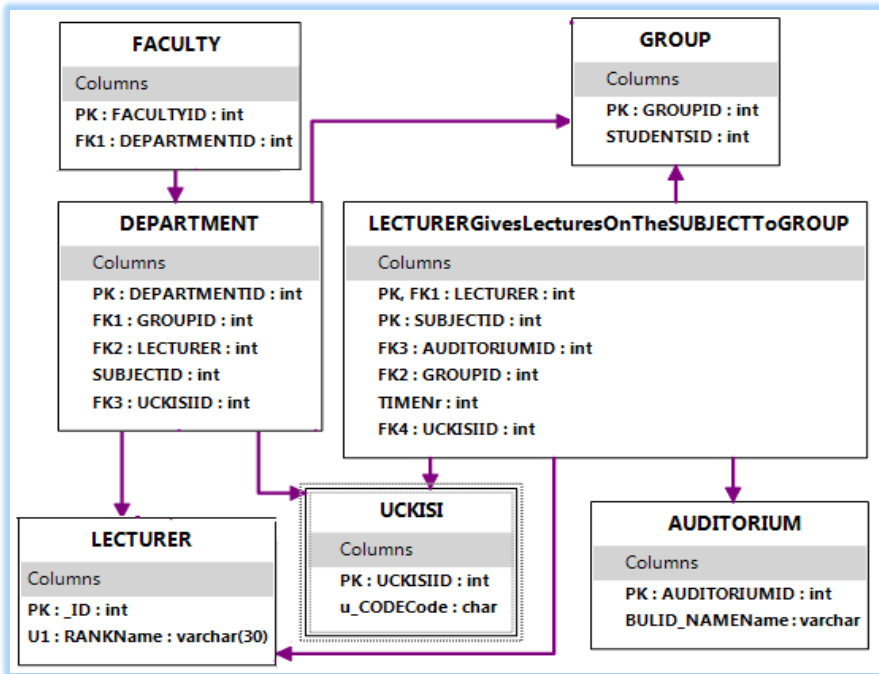 FACULTY
Columns
PK : FACULTYID : int
FK1 : DEPARTMENTID : int
GROUP
Columns
PK : GROUPID : int
STUDENTSID : int
DEPARTMENT
Columns
PK : DEPARTMENTID : int
FK1 : GROUPID : int
FK2 : LECTURER : int
SUBJECTID : int
FK3 : UCKISIID : int
LECTURERGivesLecturesOnTheSUBJECTToGROUP
Columns
PK, FK1 : LECTURER : int
PK : SUBJECTID : int
FK3 : AUDITORIUMID : int
FK2 : GROUPID : int
TIMENr : int
FK4 : UCKISIID : int
LECTURER
Columns
PK : _ID : int
U1 : RANKName : varchar(30)
UCKISI
Columns
PK : UCKISIID : int
u_CODECode : char
AUDITORIUM
Columns
PK : AUDITORIUMID : int
BULID_NAMEName : varchar